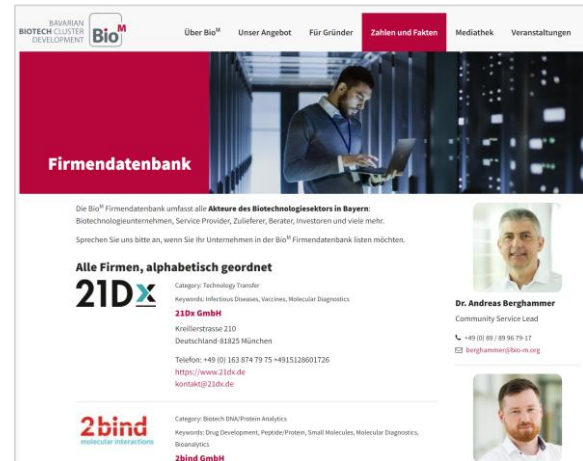 BAVARIAN
BIOTECH CLUSTER
DEVELOPMENT
Bioᴹ
Über Bioᴹ
Unser Angebot
Für Gründer
Zahlen und Fakten
Mediathek
Veranstaltungen
Firmendatenbank
Die Bioᴹ Firmendatenbank umfasst alle Akteure des Biotechnologiesektors in Bayern:
Biotechnologieunternehmen, Service Provider, Zulieferer, Berater, Investoren und viele mehr.
Sprechen Sie uns bitte an, wenn Sie Ihr Unternehmen in der Bioᴹ Firmendatenbank listen möchten.
Alle Firmen, alphabetisch geordnet
21Dx
Category: Technology Transfer
Keywords: Infectious Diseases, Vaccines, Molecular Diagnostics
21Dx GmbH
Kreillerstrasse 210
Deutschland-81825 München
Telefon: +49 (0) 163 874 79 75 +4915128601726
https://www.21dx.de
kontakt@21dx.de
2bind
molecular interactions
Category: Biotech DNA/Protein Analytics
Keywords: Drug Development, Peptide/Protein, Small Molecules, Molecular Diagnostics,
Bioanalytics
2bind GmbH
Dr. Andreas Berghammer
Community Service Lead
+49 (0) 89 / 89 96 79-17
berghammer@bio-m.org